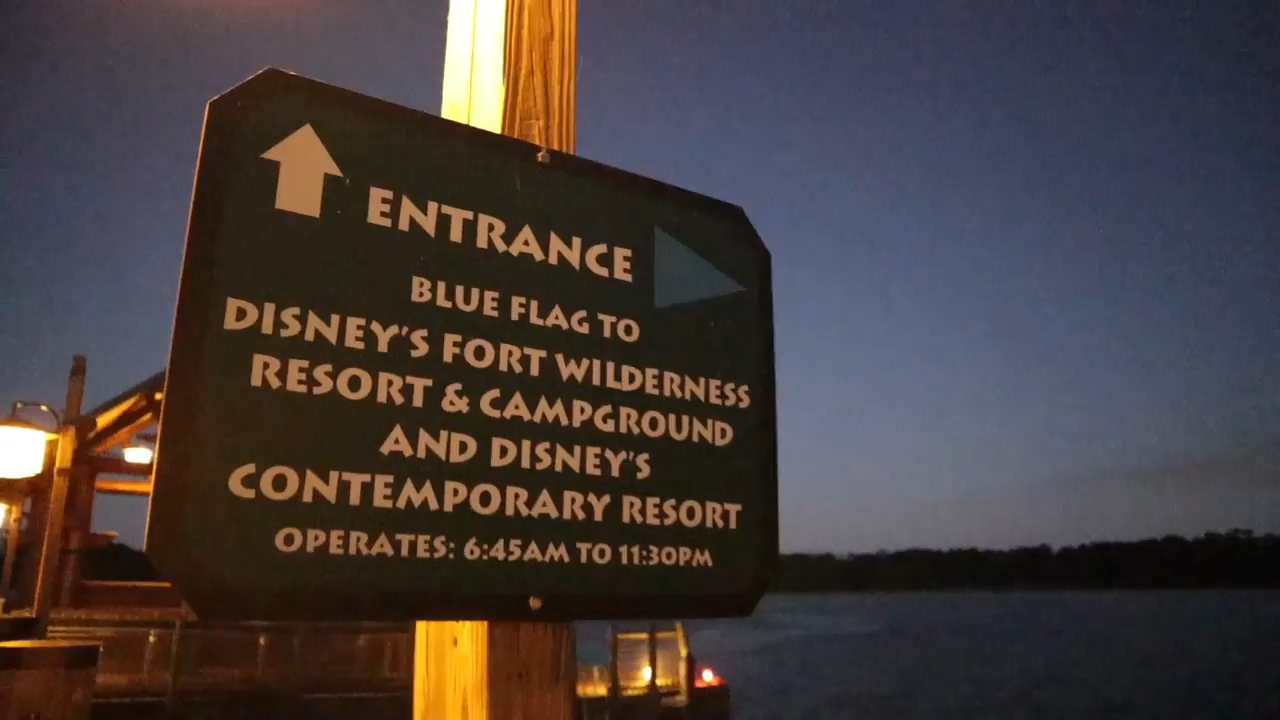 ENTRANCE
BLUE FLAG TO
DISNEY'S FORT WILDERNESS
RESORT & CAMPGROUND
AND DISNEY'S
CONTEMPORARY RESORT
OPERATES: 6:45AM TO 11:30PM